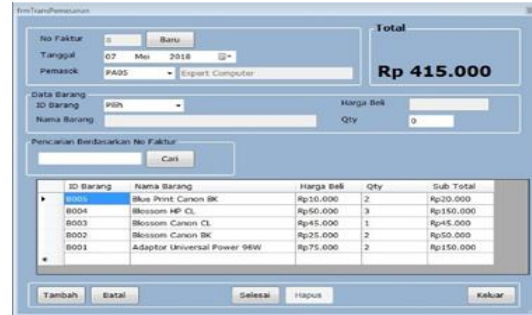 frmTransPemesanan
Total
No Faktur 8 Baru
Tanggal 07 Mei 2018
Pemasok PA05 Expert Computer
Rp 415.000
Data Barang
ID Barang Pilih Harga Beli
Nama Barang Qty 0
Pencarian Berdasarkan No Faktur
Cari
ID Barang Nama Barang Harga Beli Qty Sub Total
B005 Blue Print Canon BK Rp10.000 2 Rp20.000
B004 Blossom HP CL Rp50.000 3 Rp150.000
B003 Blossom Canon CL Rp45.000 1 Rp45.000
B002 Blossom Canon BK Rp25.000 2 Rp50.000
B001 Adaptor Universal Power 96W Rp75.000 2 Rp150.000
Tambah Batal Selesai Hapus Keluar